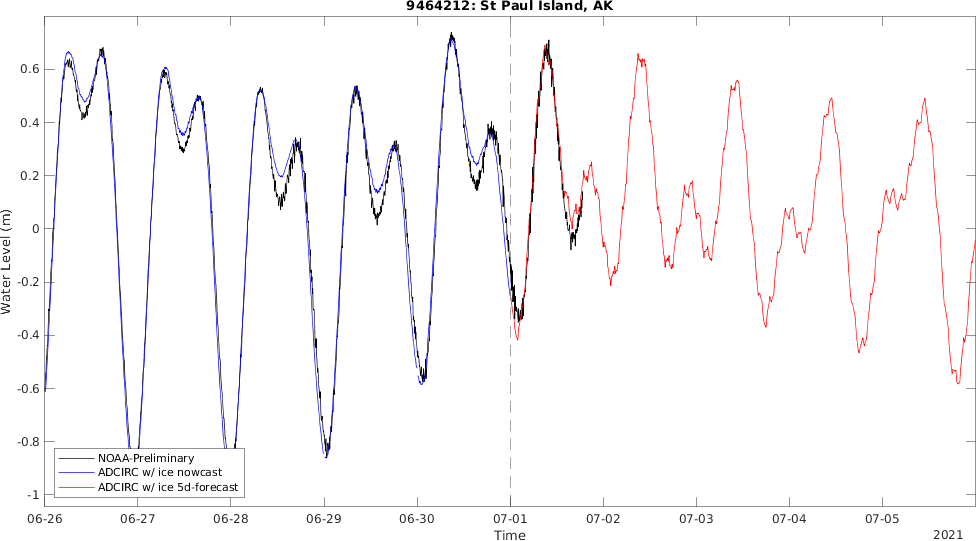 9464212: St Paul Island, AK
Water Level (m)
0.6
0.4
0.2
0
-0.2
-0.4
-0.6
-0.8
-1
NOAA-Preliminary
ADCIRC w/ ice nowcast
ADCIRC w/ ice 5d-forecast
06-26 06-27 06-28 06-29 06-30 07-01 07-02 07-03 07-04 07-05
Time
2021